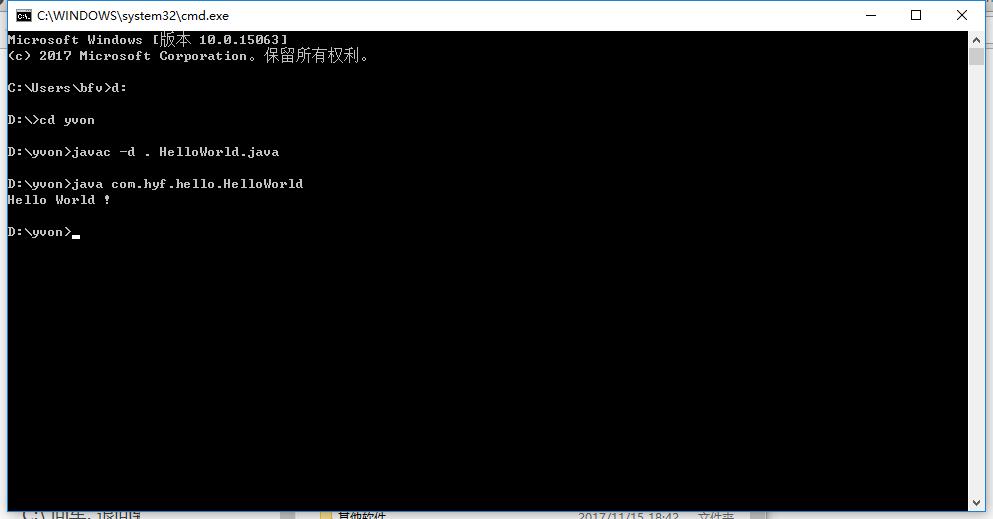 C:\WINDOWS\system32\cmd.exe
Microsoft Windows [版本 10.0.15063]
(c) 2017 Microsoft Corporation。保留所有权利。
C:\Users\bfv>d:
D:\>cd yvon
D:\yvon>javac -d . HelloWorld.java
D:\yvon>java com.hyf.hello.HelloWorld
Hello World !
D:\yvon>
其他软件 2017/11/15 18:42 文件夹